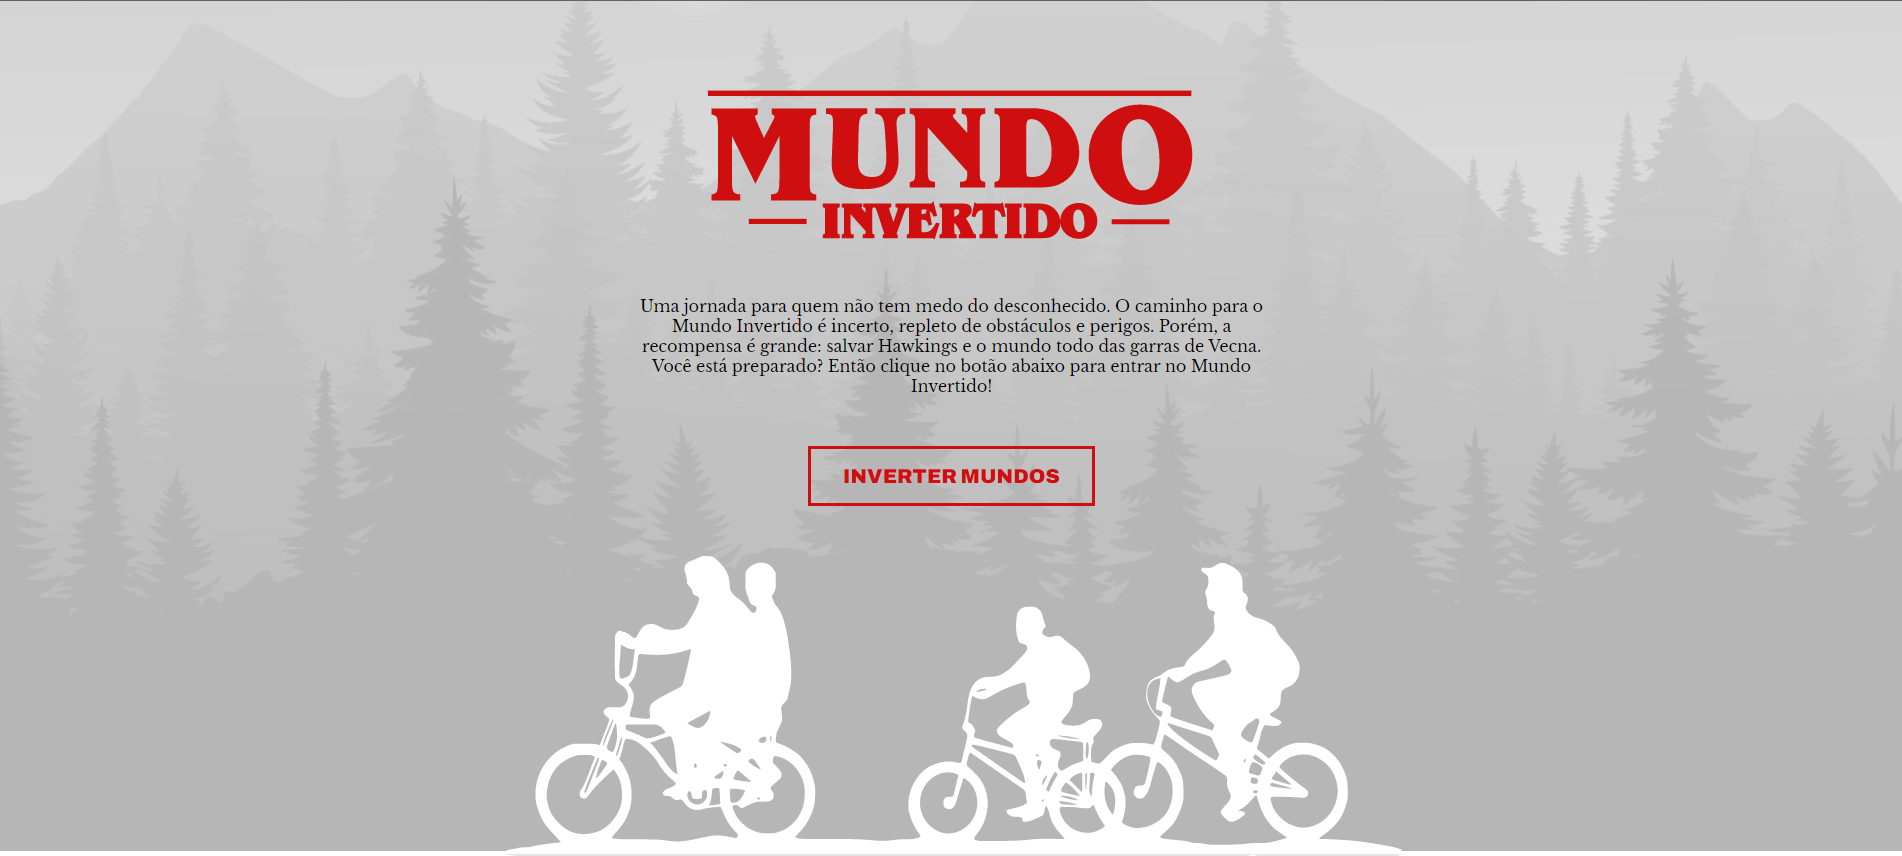 MUNDO
INVERTIDO
Uma jornada para quem não tem medo do desconhecido. O caminho para o
Mundo Invertido é incerto, repleto de obstáculos e perigos. Porém, a
recompensa é grande: salvar Hawkings e o mundo todo das garras de Vecna.
Você está preparado? Então clique no botão abaixo para entrar no Mundo
Invertido!
INVERTER MUNDOS